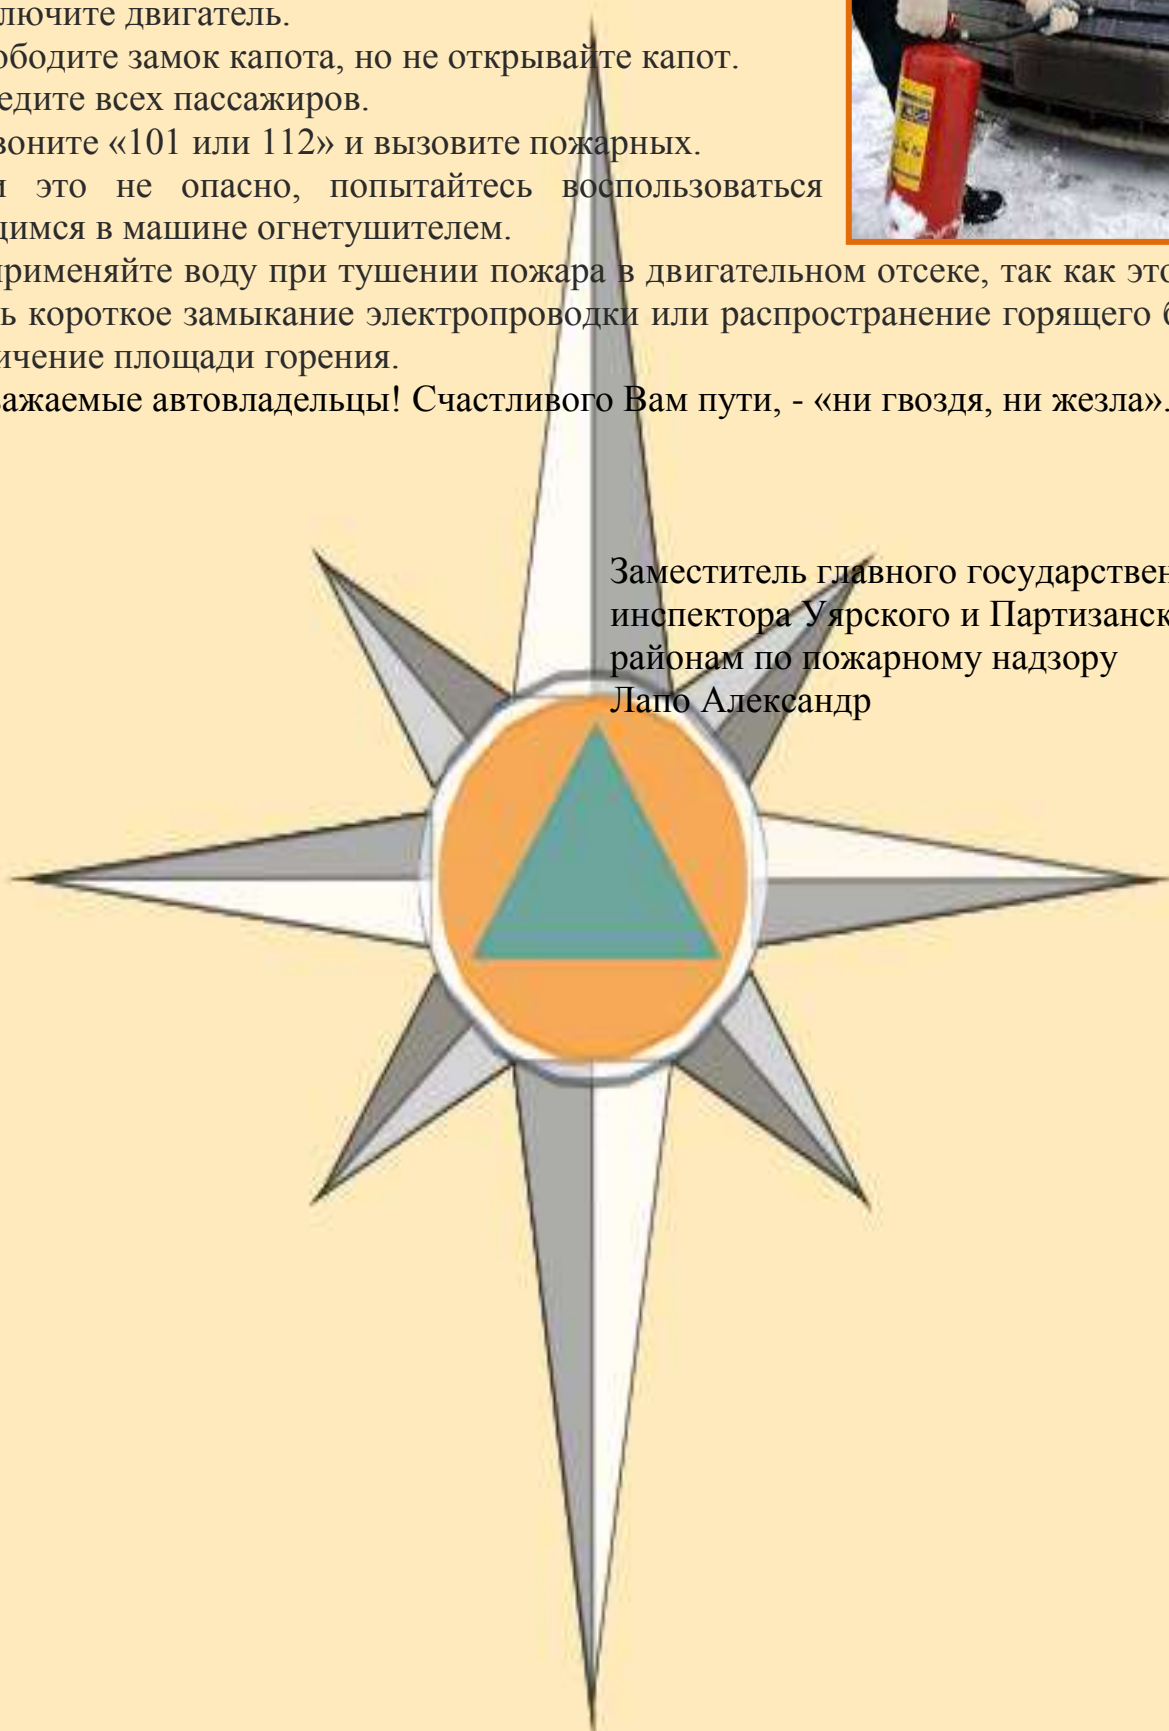 лючите двигатель.
ободите замок капота, но не открывайте капот.
едите всех пассажиров.
воните «101 или 112» и вызовите пожарных.
и это не опасно, попытайтесь воспользоваться
щимся в машине огнетушителем.
применяйте воду при тушении пожара в двигательном отсеке, так как это
ь короткое замыкание электропроводки или распространение горящего б
ичение площади горения.
важаемые автовладельцы! Счастливого Вам пути, - «ни гвоздя, ни жезла».
Заместитель главного государствен
инспектора Уярского и Партизанск
районам по пожарному надзору
Лапо Александр